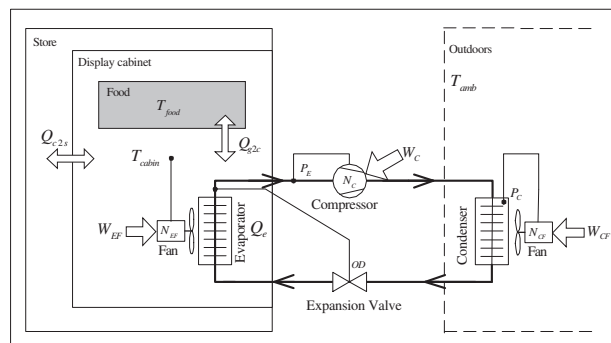 Store
Display cabinet
Food
T_food
Q_c2s
Q_g2c
T_cabin
W_EF
N_EF
Fan
Evaporator
Q_e
P_E
N_C
W_C
Compressor
OD
Expansion Valve
Outdoors
T_amb
P_C
Condenser
N_CF
Fan
W_CF